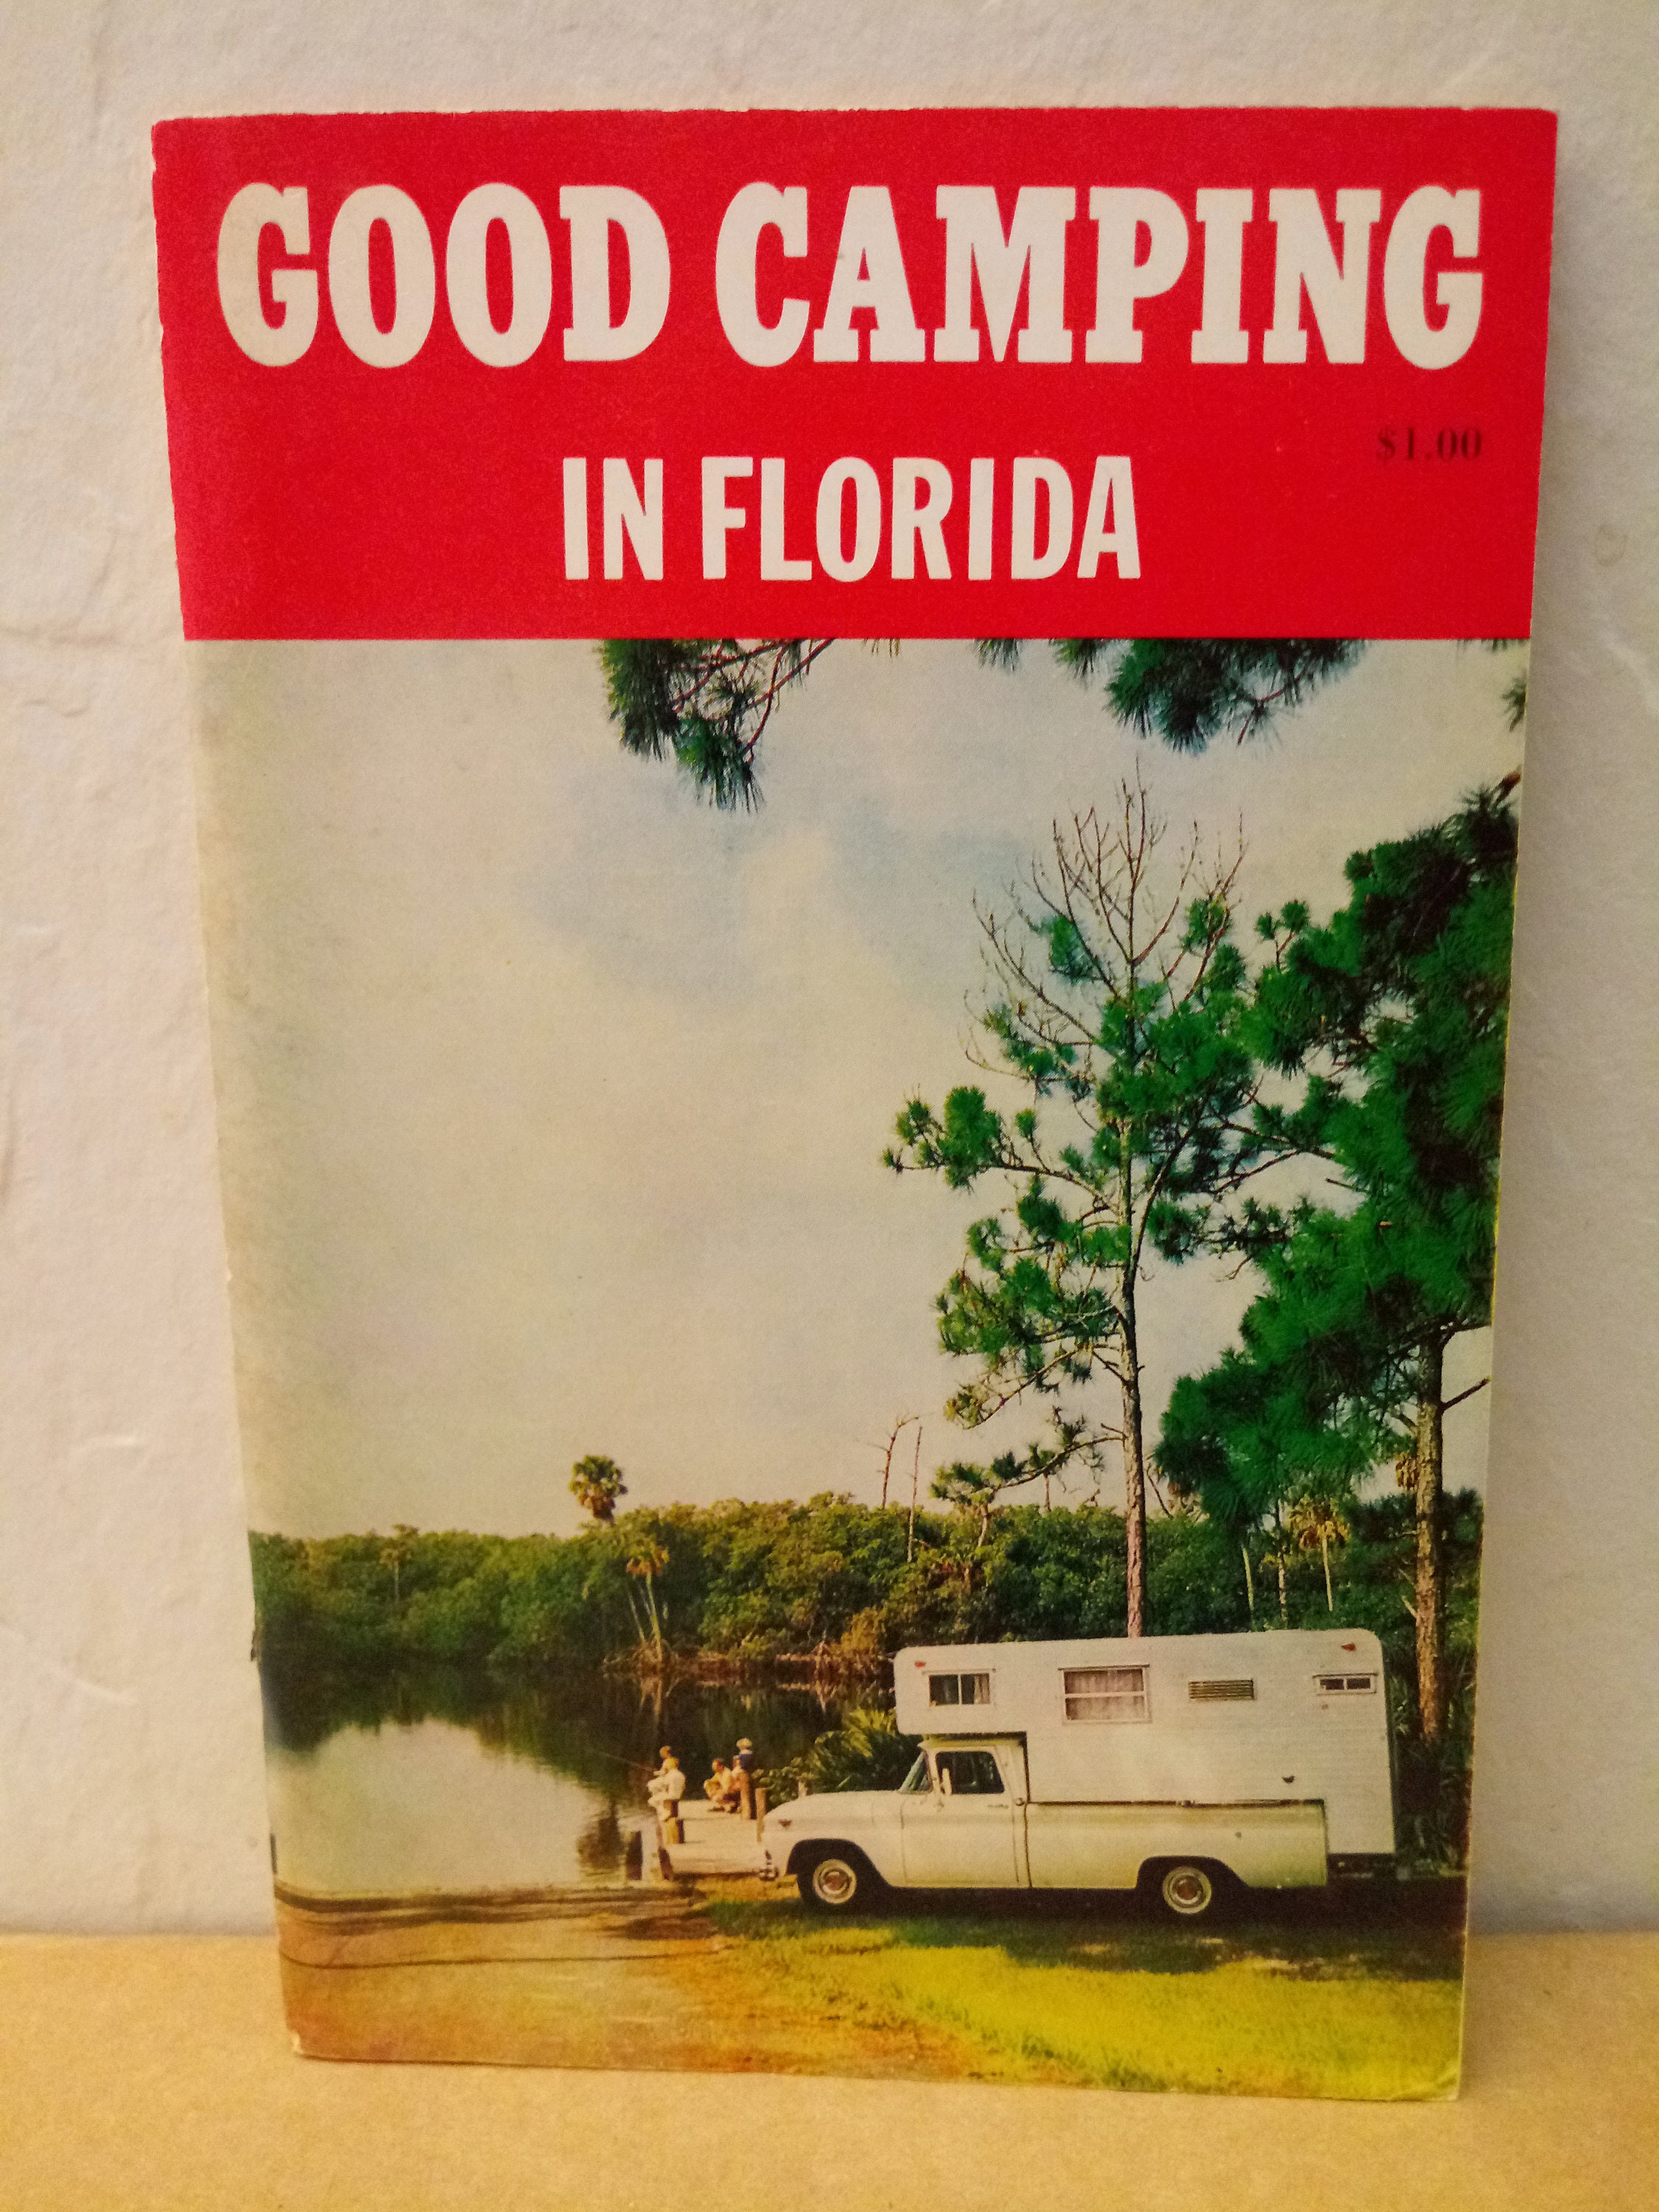 GOOD CAMPING
$1.00
IN FLORIDA